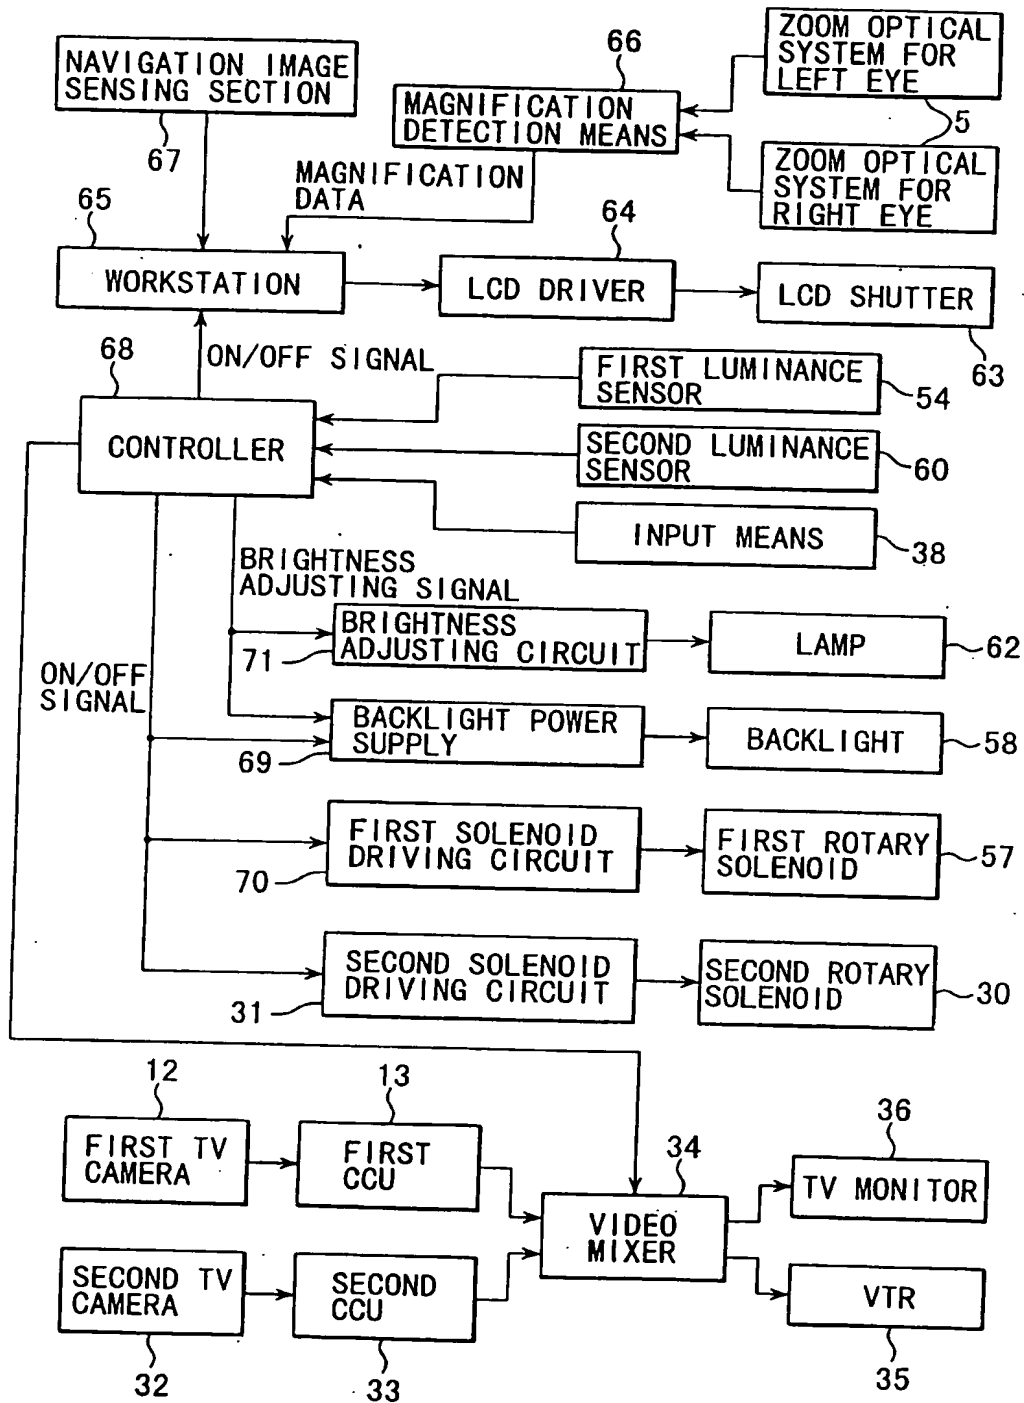 NAVIGATION IMAGE
SENSING SECTION
67
66
MAGNIFICATION
DETECTION MEANS
ZOOM OPTICAL
SYSTEM FOR
LEFT EYE
5
ZOOM OPTICAL
SYSTEM FOR
RIGHT EYE
MAGNIFICATION
DATA
65
WORKSTATION
64
LCD DRIVER
LCD SHUTTER
63
ON/OFF SIGNAL
68
CONTROLLER
FIRST LUMINANCE
SENSOR
54
SECOND LUMINANCE
SENSOR
60
INPUT MEANS
38
BRIGHTNESS
ADJUSTING SIGNAL
BRIGHTNESS
ADJUSTING CIRCUIT
71
LAMP
62
ON/OFF
SIGNAL
BACKLIGHT POWER
SUPPLY
69
BACKLIGHT
58
FIRST SOLENOID
DRIVING CIRCUIT
70
FIRST ROTARY
SOLENOID
57
SECOND SOLENOID
DRIVING CIRCUIT
31
SECOND ROTARY
SOLENOID
30
12
FIRST TV
CAMERA
13
FIRST
CCU
34
VIDEO
MIXER
36
TV MONITOR
SECOND TV
CAMERA
32
SECOND
CCU
33
VTR
35